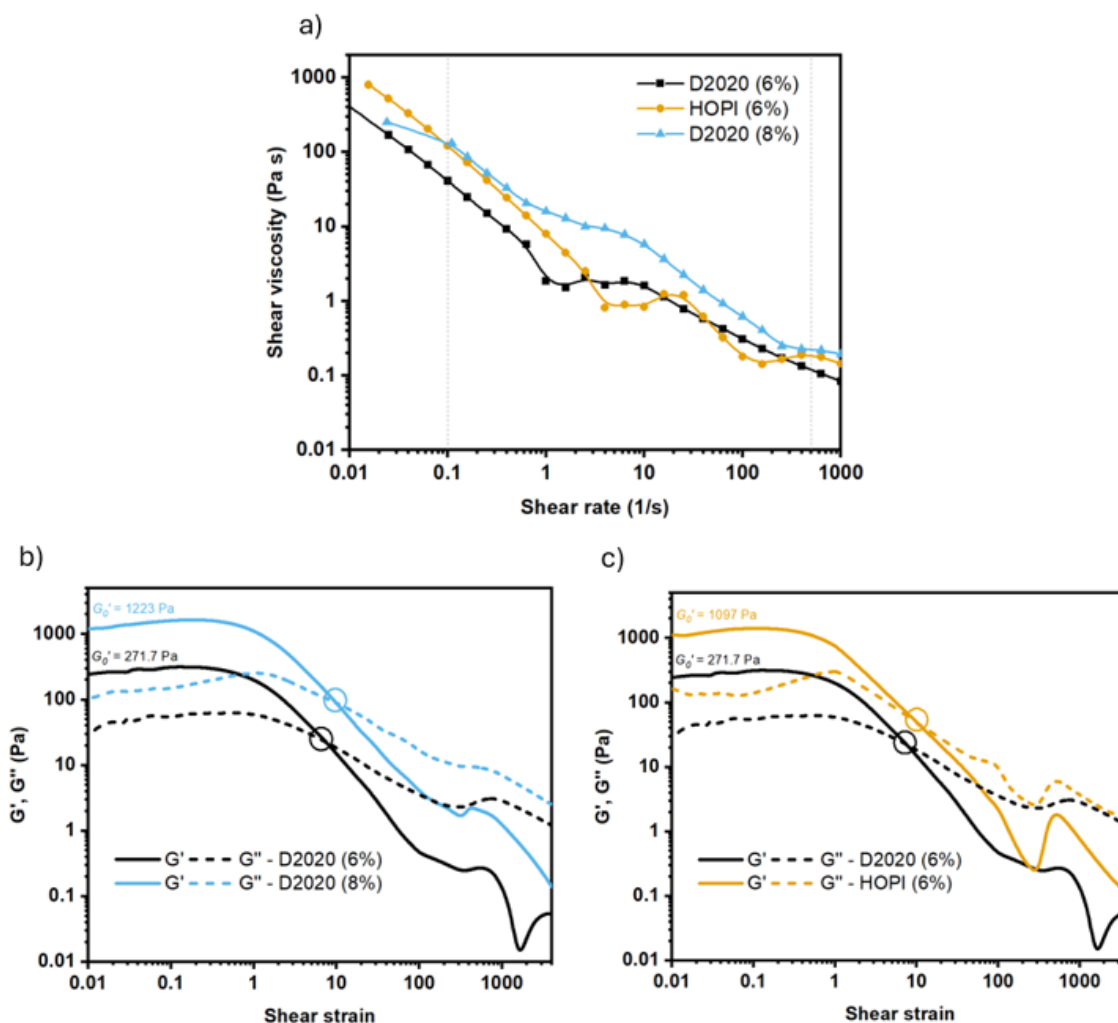 a)
1000
100
10
1
0.1
0.01
Shear viscosity (Pa s)
D2020 (6%)
HOPI (6%)
D2020 (8%)
0.01 0.1 1 10 100 1000
Shear rate (1/s)
b)
1000
100
10
1
0.1
0.01
G', G'' (Pa)
G₀' = 1223 Pa
G₀' = 271.7 Pa
G' G'' - D2020 (6%)
G' G'' - D2020 (8%)
0.01 0.1 1 10 100 1000
Shear strain
c)
1000
100
10
1
0.1
0.01
G', G'' (Pa)
G₀' = 1097 Pa
G₀' = 271.7 Pa
G' G'' - D2020 (6%)
G' G'' - HOPI (6%)
0.01 0.1 1 10 100 1000
Shear strain